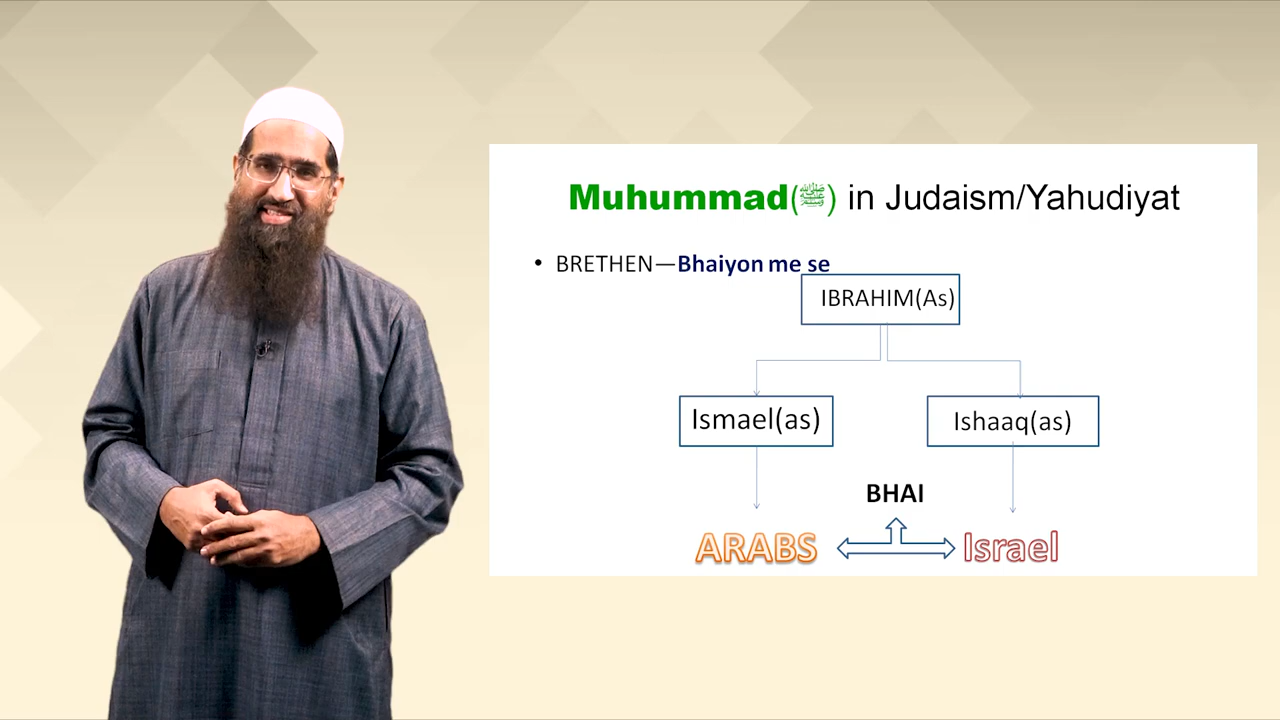 Muhummad(ﷺ) in Judaism/Yahudiyat
• BRETHEN—Bhaiyon me se
IBRAHIM(As)
Ismael(as) Ishaaq(as)
BHAI
ARABS Israel